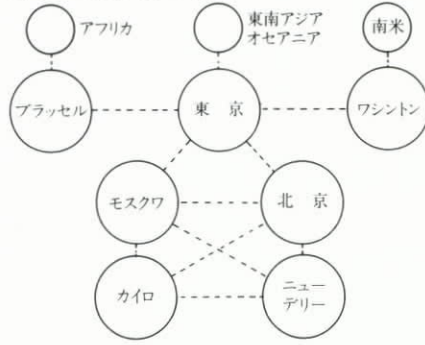 アフリカ
東南アジア
オセアニア
南米
ブラッセル
東 京
ワシントン
モスクワ
北 京
カイロ
ニュー
デリー